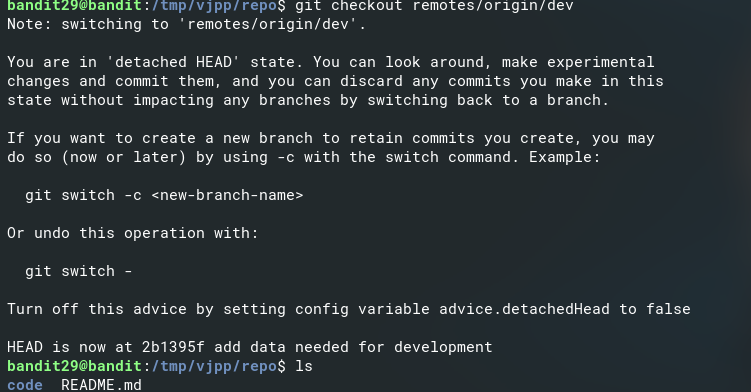 bandit29@bandit:/tmp/vjpp/repo$ git checkout remotes/origin/dev
Note: switching to 'remotes/origin/dev'.
You are in 'detached HEAD' state. You can look around, make experimental
changes and commit them, and you can discard any commits you make in this
state without impacting any branches by switching back to a branch.
If you want to create a new branch to retain commits you create, you may
do so (now or later) by using -c with the switch command. Example:
git switch -c <new-branch-name>
Or undo this operation with:
git switch -
Turn off this advice by setting config variable advice.detachedHead to false
HEAD is now at 2b1395f add data needed for development
bandit29@bandit:/tmp/vjpp/repo$ ls
code README.md